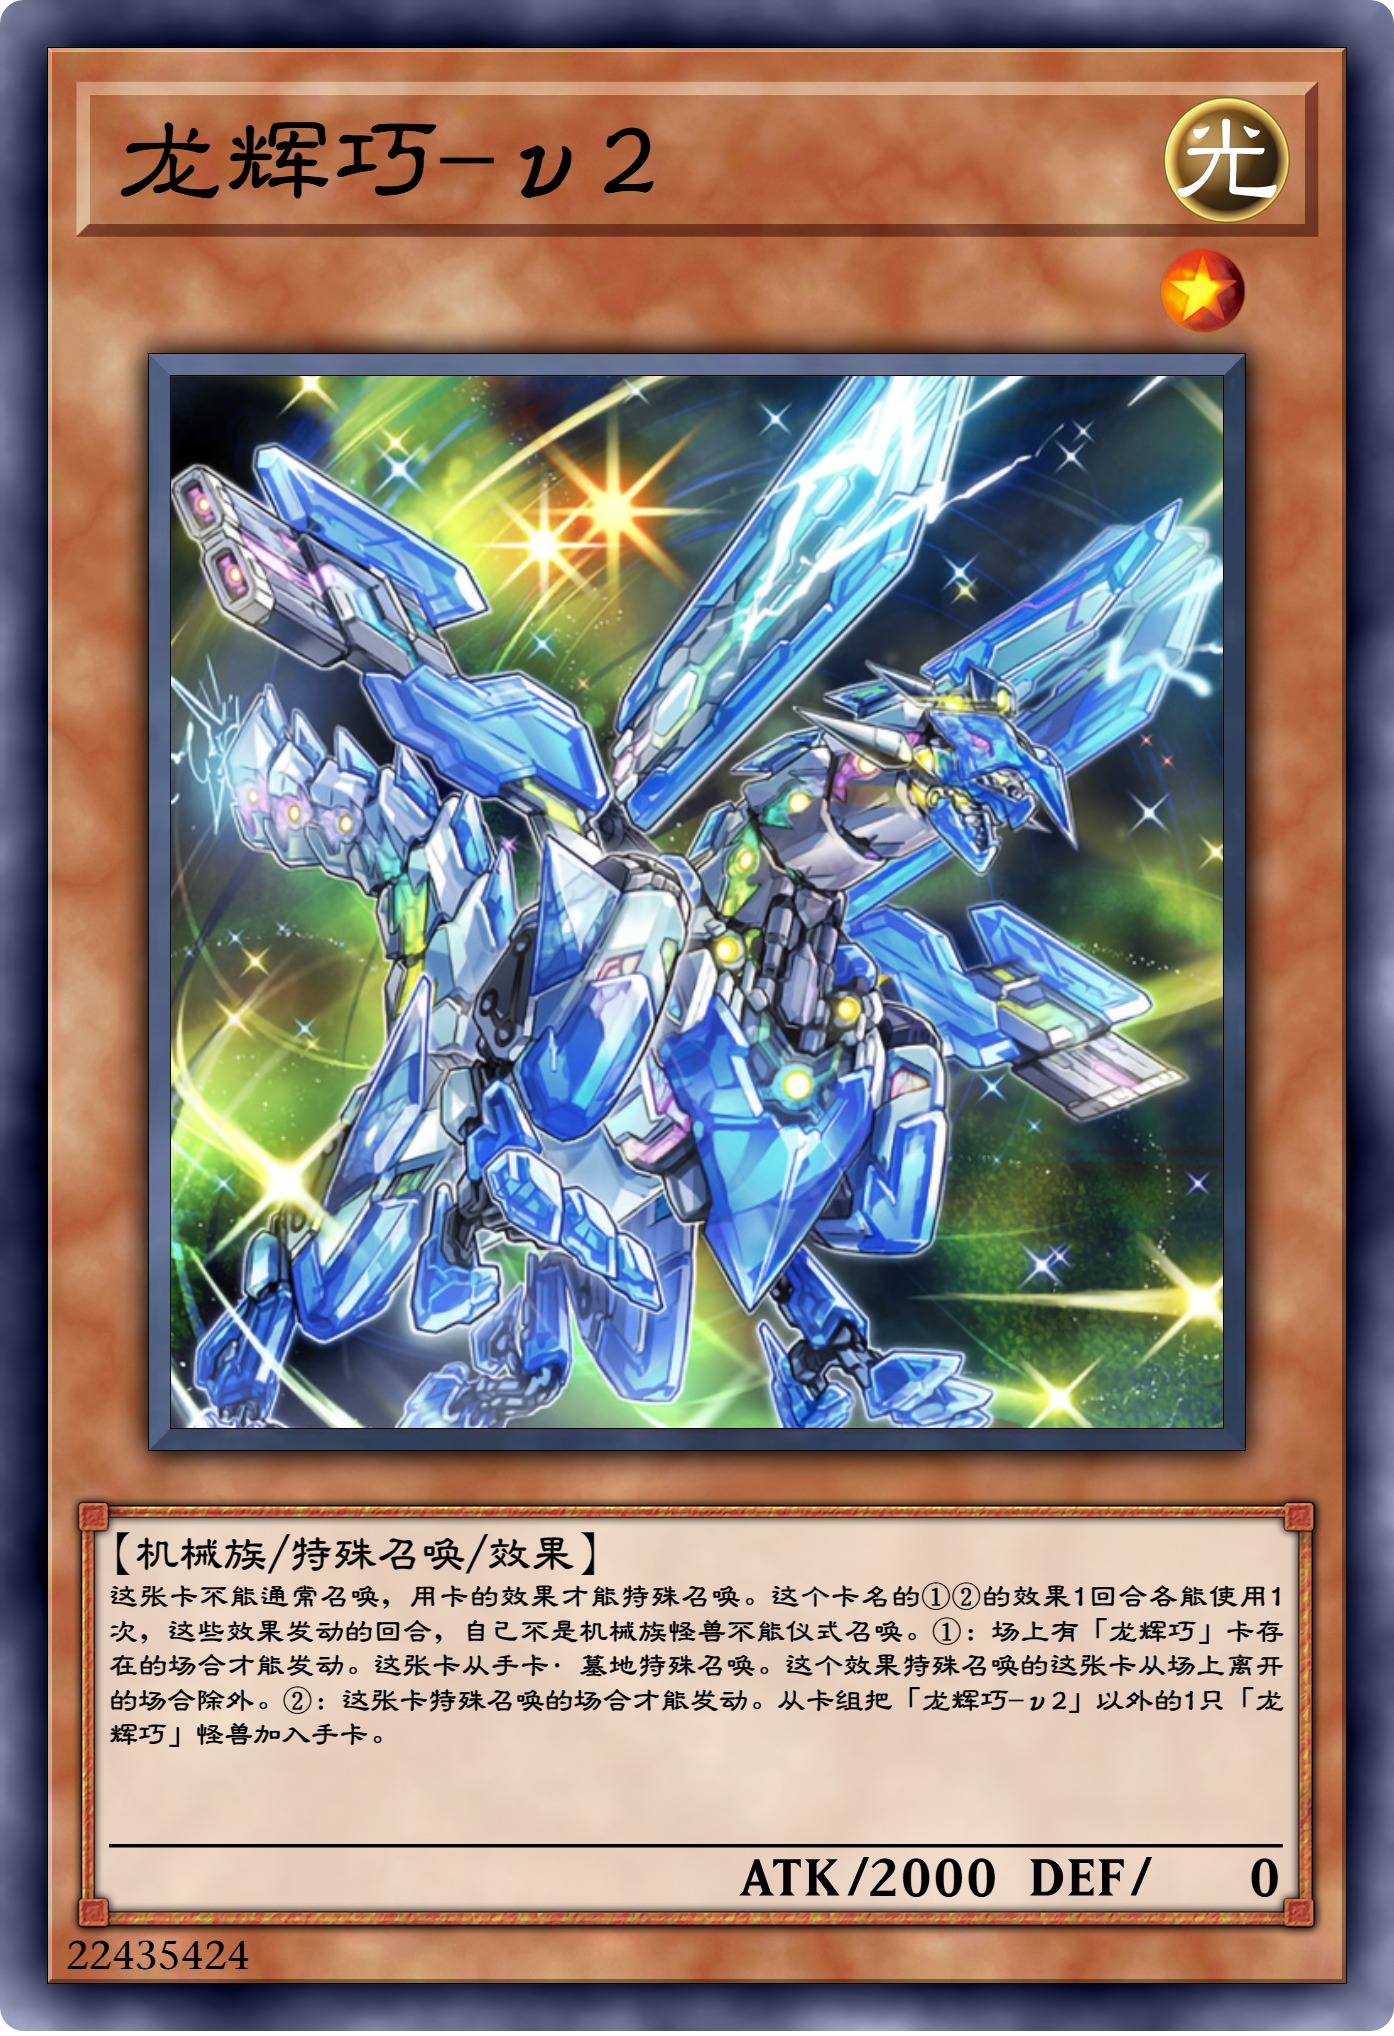 龙辉巧-ν2
光
【机械族/特殊召唤/效果】
这张卡不能通常召唤，用卡的效果才能特殊召唤。这个卡名的①②的效果1回合各能使用1
次，这些效果发动的回合，自己不是机械族怪兽不能仪式召唤。①：场上有「龙辉巧」卡存
在的场合才能发动。这张卡从手卡·墓地特殊召唤。这个效果特殊召唤的这张卡从场上离开
的场合除外。②：这张卡特殊召唤的场合才能发动。从卡组把「龙辉巧-ν2」以外的1只「龙
辉巧」怪兽加入手卡。
ATK/2000 DEF/ 0
22435424